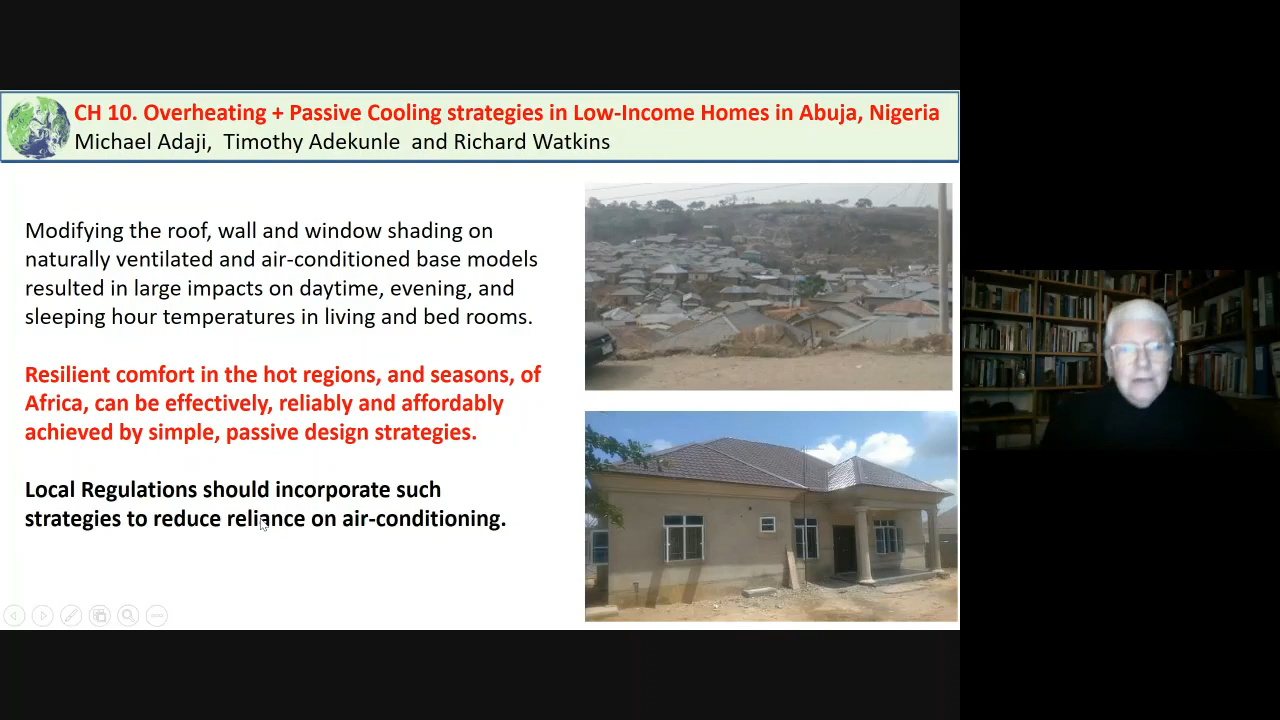 CH 10. Overheating + Passive Cooling strategies in Low-Income Homes in Abuja, Nigeria
Michael Adaji,  Timothy Adekunle  and Richard Watkins
Modifying the roof, wall and window shading on
naturally ventilated and air-conditioned base models
resulted in large impacts on daytime, evening, and
sleeping hour temperatures in living and bed rooms.
Resilient comfort in the hot regions, and seasons, of
Africa, can be effectively, reliably and affordably
achieved by simple, passive design strategies.
Local Regulations should incorporate such
strategies to reduce reliance on air-conditioning.